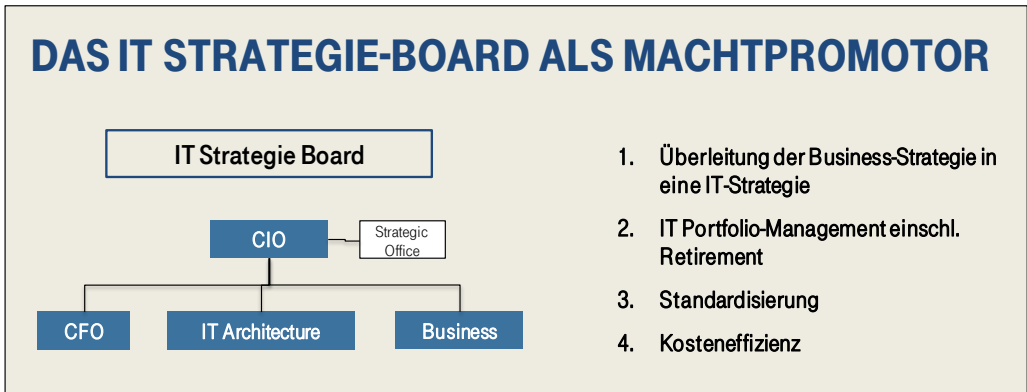 DAS IT STRATEGIE-BOARD ALS MACHTPROMOTOR
IT Strategie Board
CIO
Strategic
Office
CFO
IT Architecture
Business
1. Überleitung der Business-Strategie in
eine IT-Strategie
2. IT Portfolio-Management einschl.
Retirement
3. Standardisierung
4. Kosteneffizienz